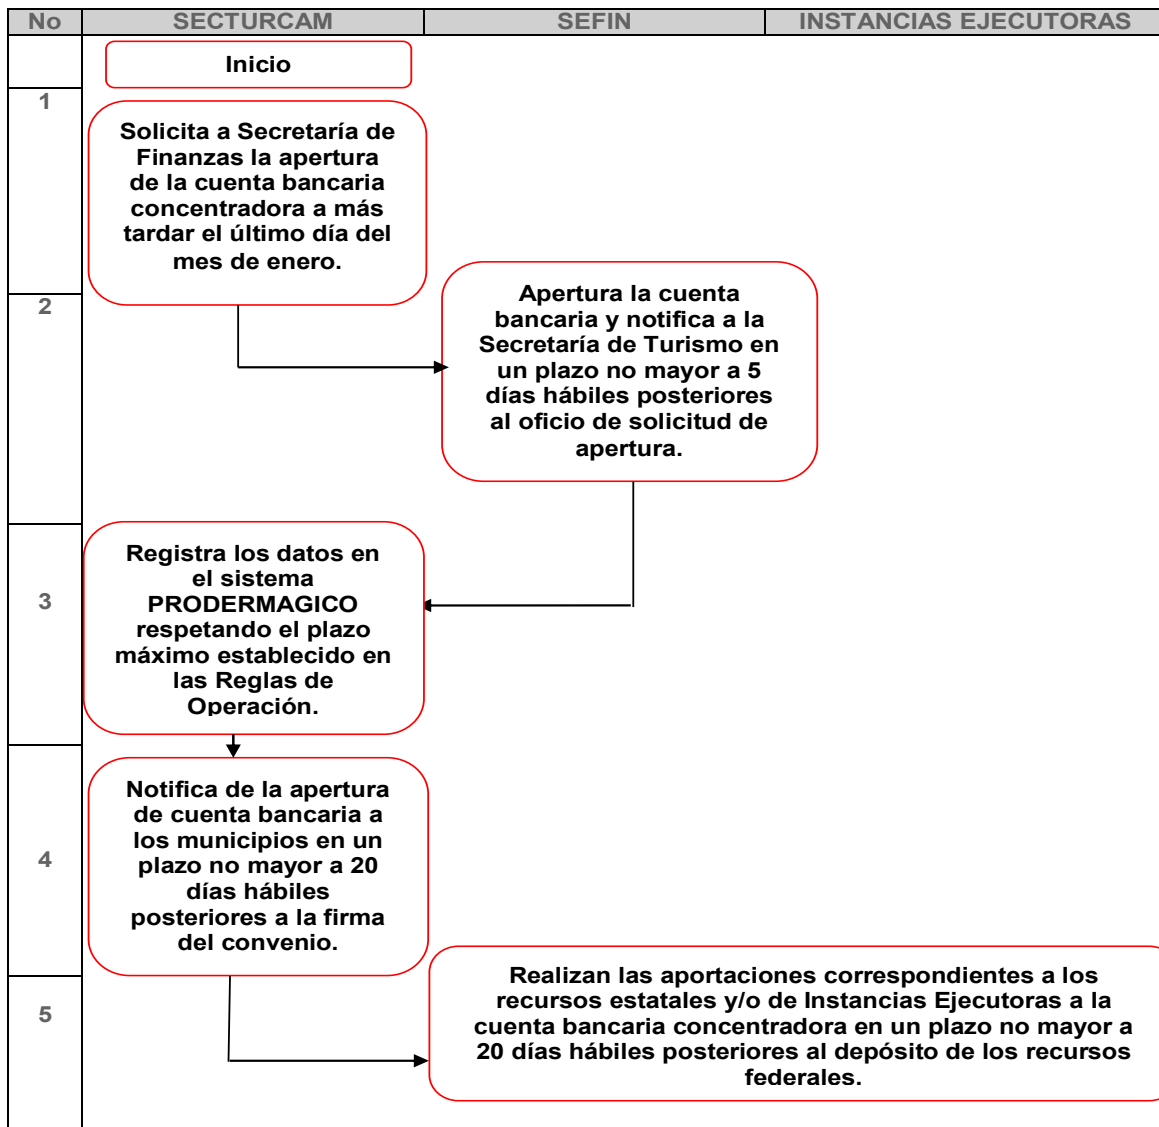 No SECTURCAM SEFIN INSTANCIAS EJECUTORAS
Inicio
1
Solicita a Secretaría de
Finanzas la apertura
de la cuenta bancaria
concentradora a más
tardar el último día del
mes de enero.
2
Apertura la cuenta
bancaria y notifica a la
Secretaría de Turismo en
un plazo no mayor a 5
días hábiles posteriores
al oficio de solicitud de
apertura.
3
Registra los datos en
el sistema
PRODERMAGICO
respetando el plazo
máximo establecido en
las Reglas de
Operación.
4
Notifica de la apertura
de cuenta bancaria a
los municipios en un
plazo no mayor a 20
días hábiles
posteriores a la firma
del convenio.
5
Realizan las aportaciones correspondientes a los
recursos estatales y/o de Instancias Ejecutoras a la
cuenta bancaria concentradora en un plazo no mayor a
20 días hábiles posteriores al depósito de los recursos
federales.